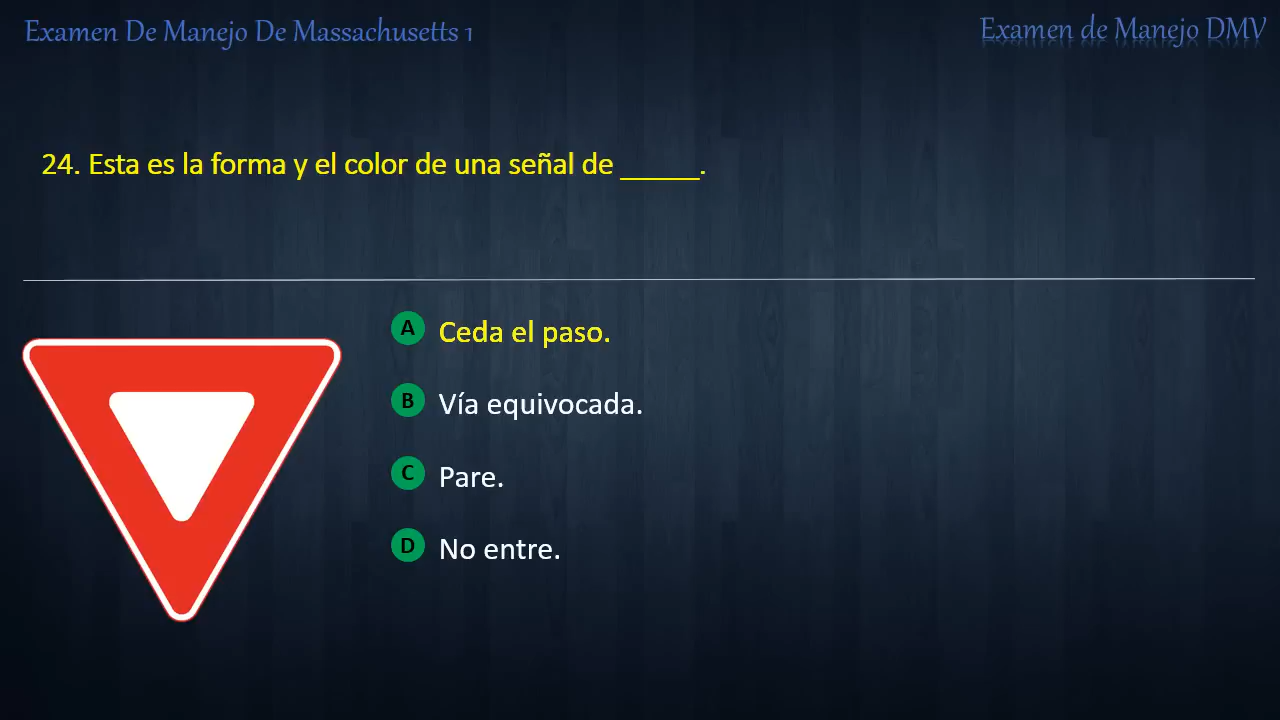 Examen De Manejo De Massachusetts 1
Examen de Manejo DMV
24. Esta es la forma y el color de una señal de _____.
A Ceda el paso.
B Vía equivocada.
C Pare.
D No entre.